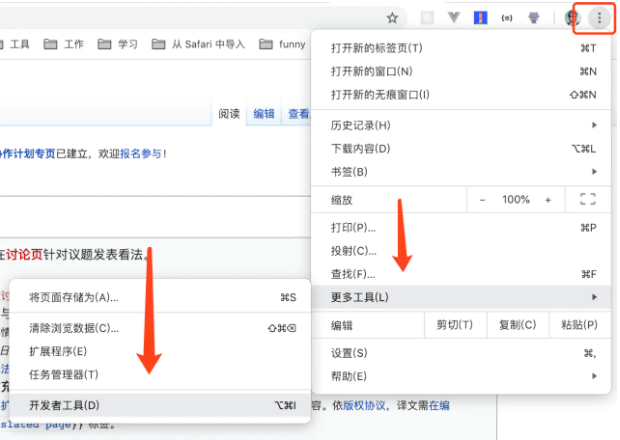 工具 工作 学习 从 Safari 中导入 funny
阅读 编辑 查看
作计划专页已建立，欢迎报名参与！
在讨论页针对议题发表看法。
打开新的标签页(T) ⌘T
打开新的窗口(N) ⌘N
打开新的无痕窗口(I) ⇧⌘N
历史记录(H)
下载内容(D) ⌥⌘L
书签(B)
缩放 - 100% +
打印(P)... ⌘P
投射(C)...
查找(F)... ⌘F
更多工具(L)
编辑 剪切(T) 复制(C) 粘贴(P)
设置(S) ⌘,
帮助(E)
将页面存储为(A)... ⌘S
清除浏览数据(C)... ⇧⌘⌫
扩展程序(E)
任务管理器(T)
开发者工具(D) ⌥⌘I
容。依版权协议，译文需在编
slated page}} 标签。